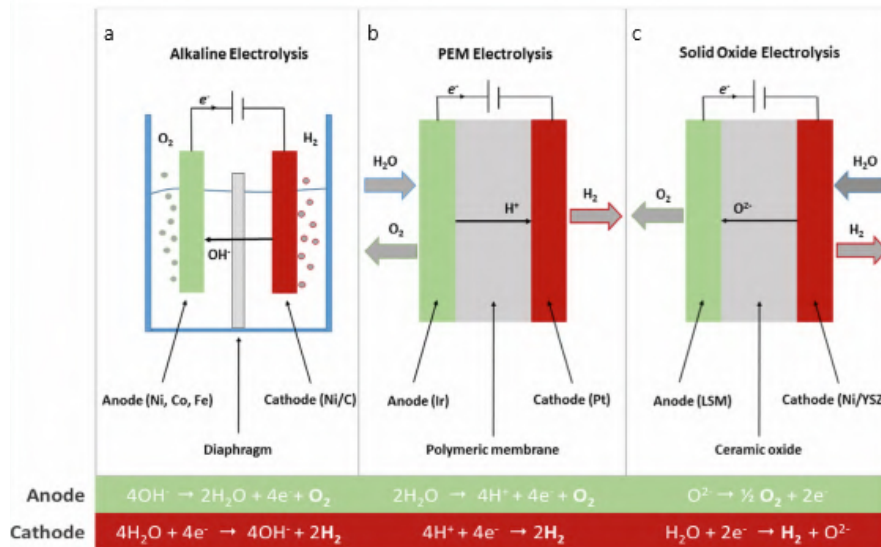 a
Alkaline Electrolysis
e-
O₂
H₂
OH-
Anode (Ni, Co, Fe)
Cathode (Ni/C)
Diaphragm
b
PEM Electrolysis
e-
H₂O
H⁺
H₂
O₂
Anode (Ir)
Cathode (Pt)
Polymeric membrane
c
Solid Oxide Electrolysis
e-
H₂O
O₂
O²⁻
H₂
Anode (LSM)
Cathode (Ni/YSZ
Ceramic oxide
Anode 4OH⁻ → 2H₂O + 4e⁻ + O₂ 2H₂O → 4H⁺ + 4e⁻ + O₂ O²⁻ → ½ O₂ + 2e⁻
Cathode 4H₂O + 4e⁻ → 4OH⁻ + 2H₂ 4H⁺ + 4e⁻ → 2H₂ H₂O + 2e⁻ → H₂ + O²⁻